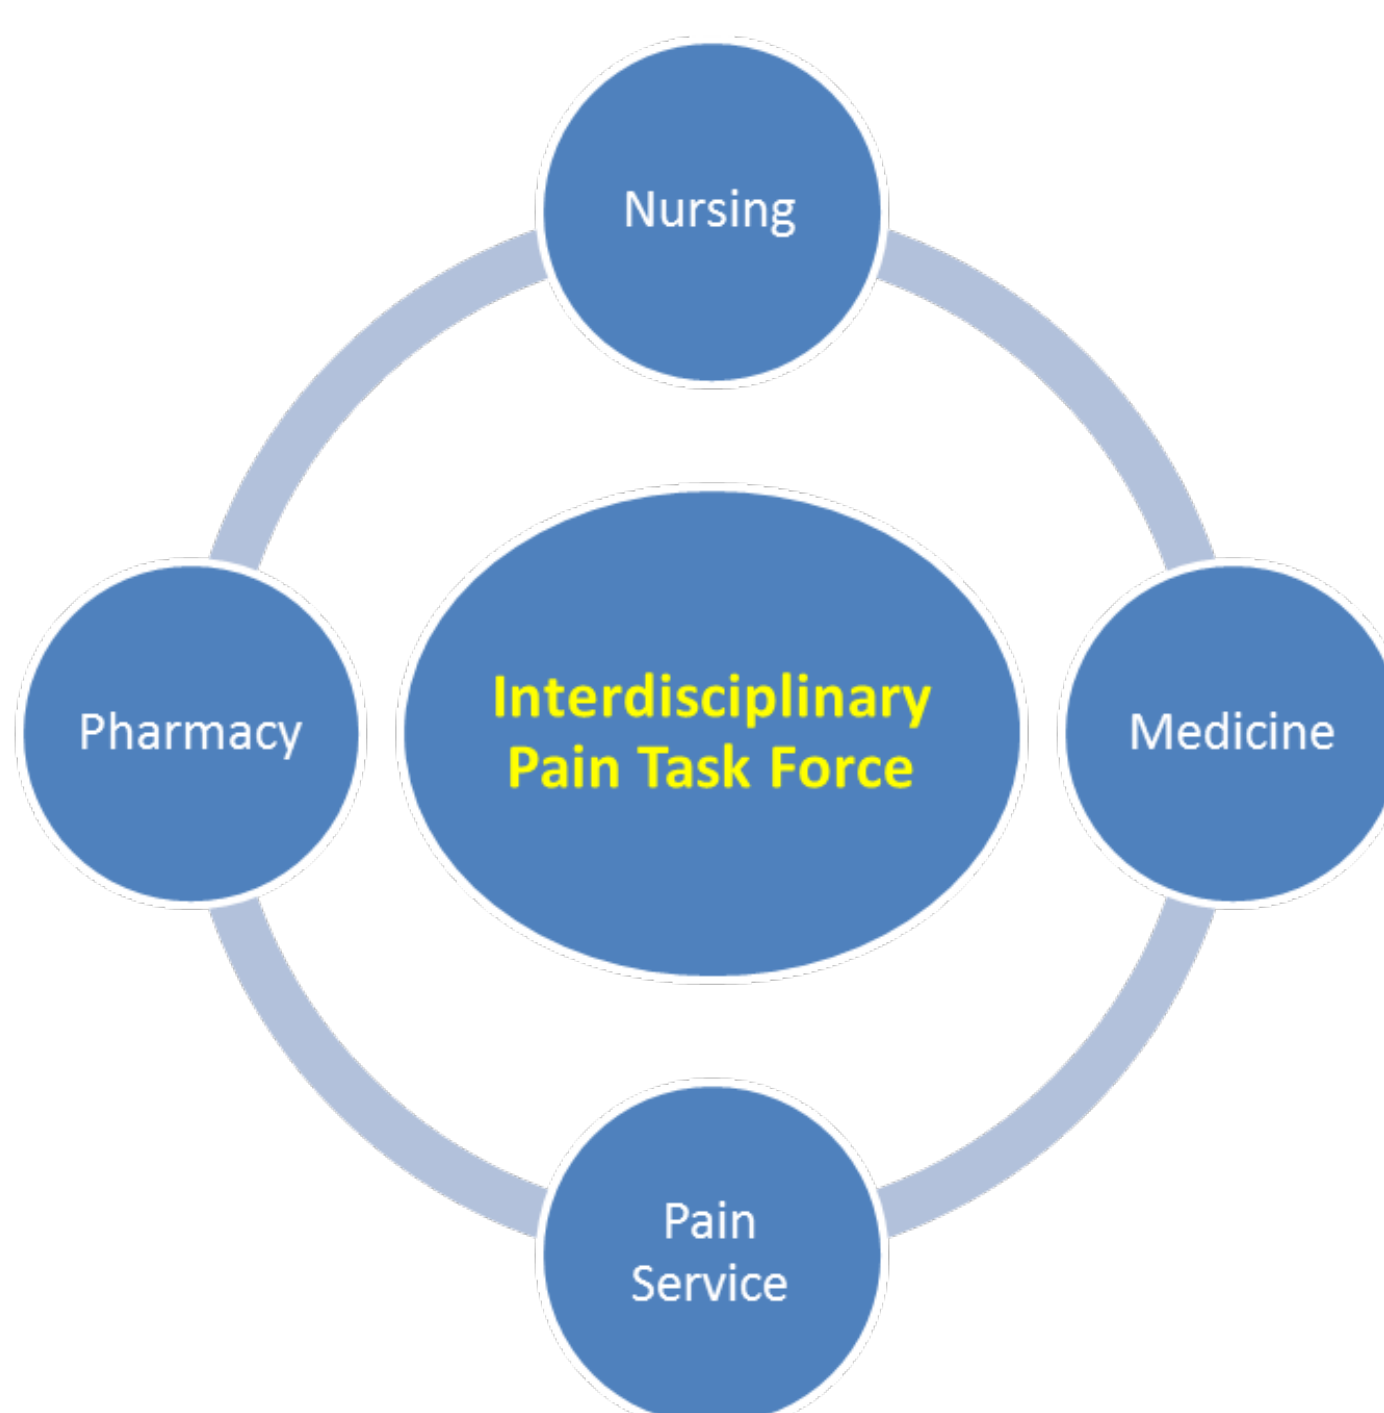 Nursing
Interdisciplinary
Pain Task Force
Pharmacy
Medicine
Pain
Service